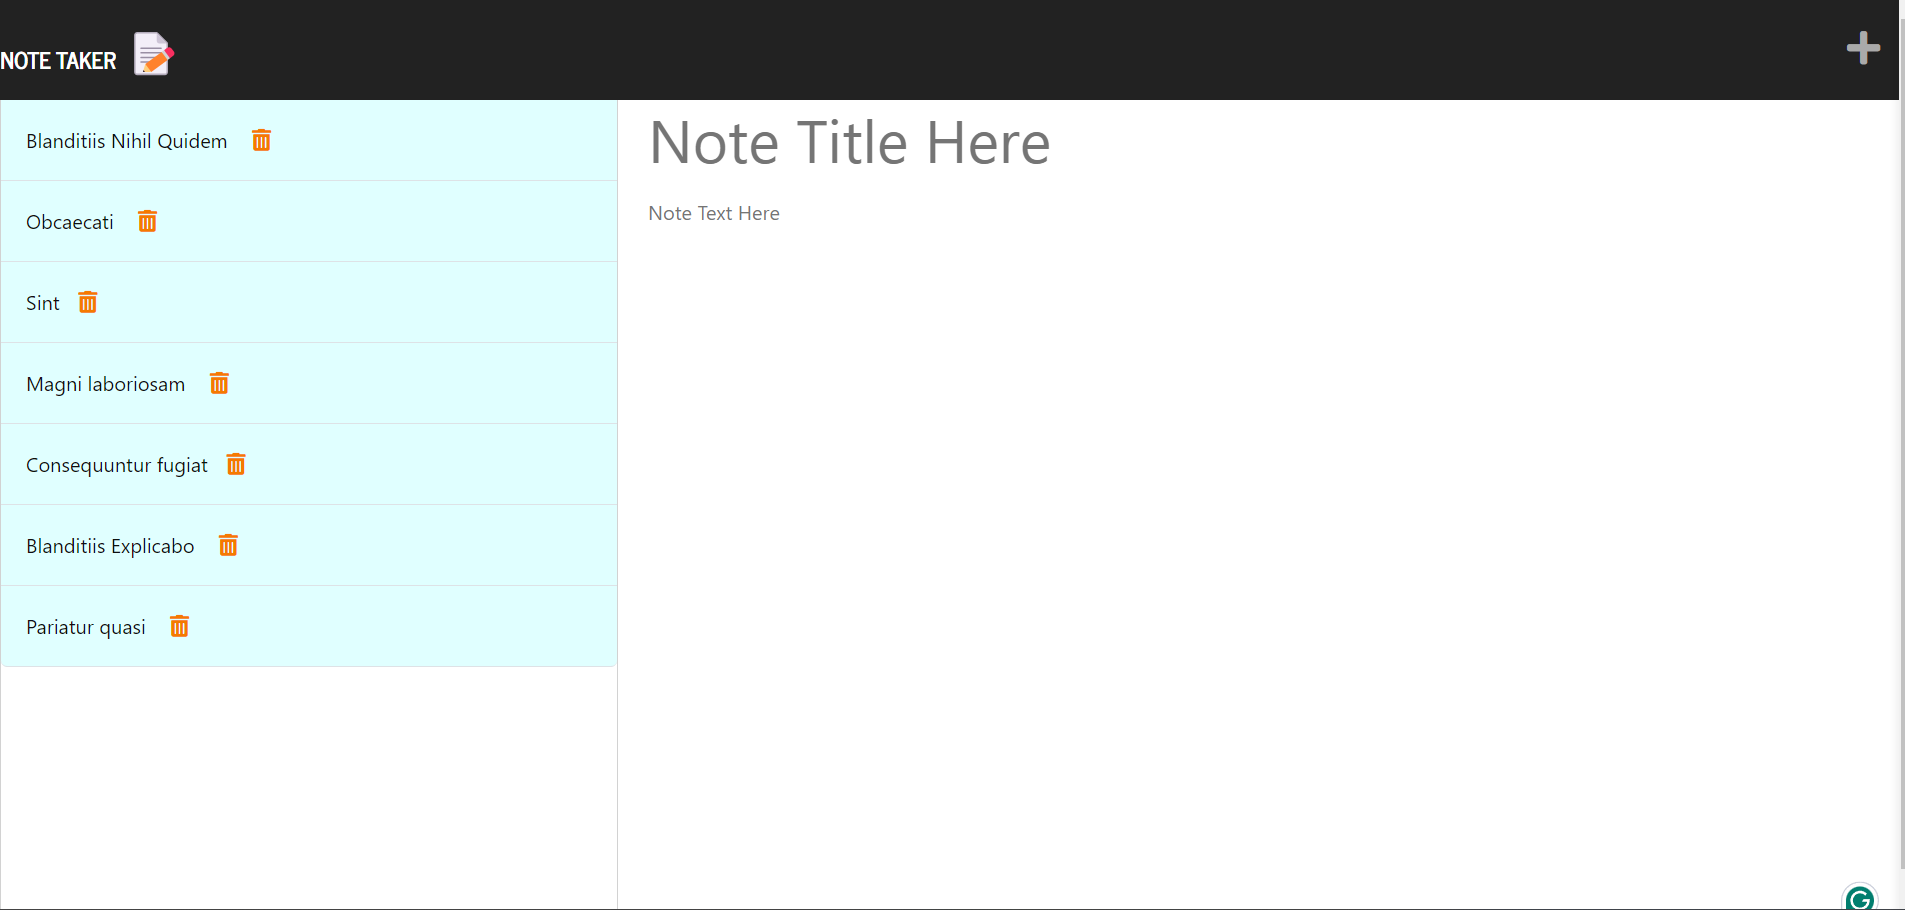 NOTE TAKER
Blanditiis Nihil Quidem
Obcaecati
Sint
Magni laboriosam
Consequuntur fugiat
Blanditiis Explicabo
Pariatur quasi
Note Title Here
Note Text Here